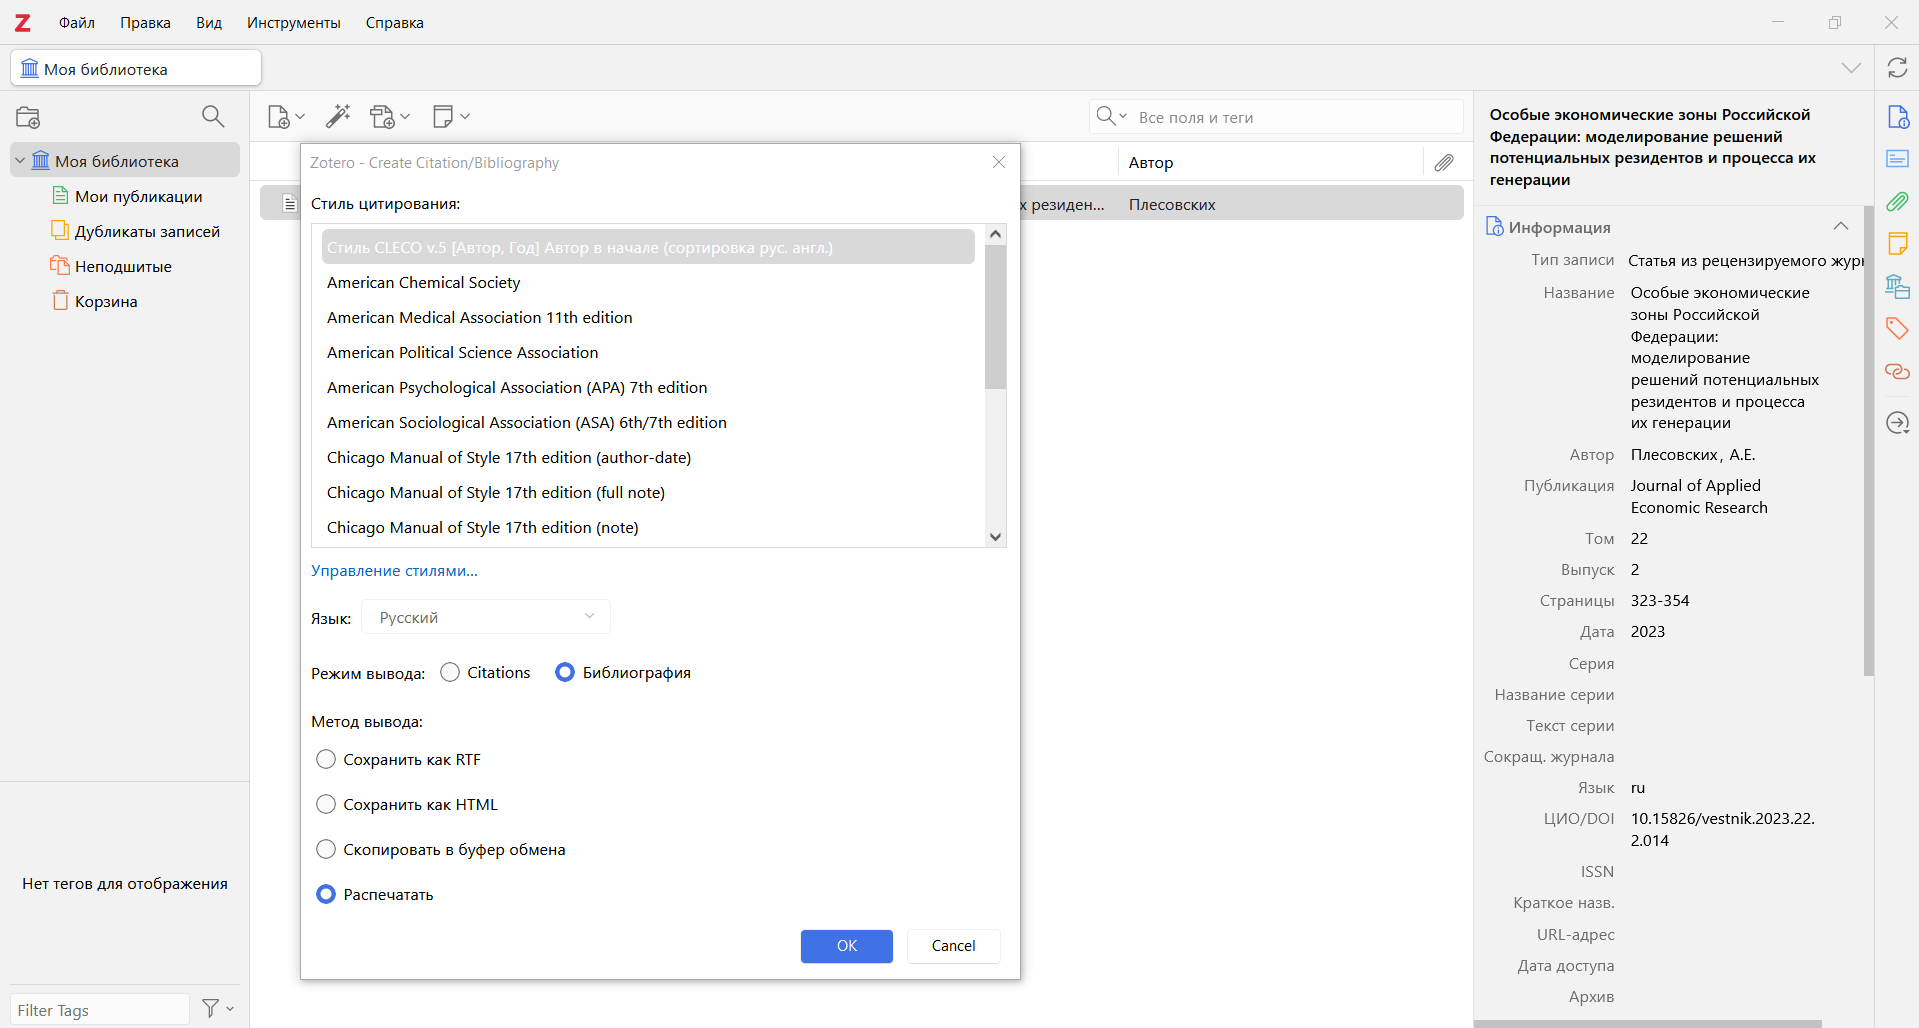 Z Файл Правка Вид Инструменты Справка
Моя библиотека
Все поля и теги
Моя библиотека
Мои публикации
Дубликаты записей
Неподшитые
Корзина
Нет тегов для отображения
Filter Tags
Автор
х резиден... Плесовских
Zotero - Create Citation/Bibliography
Стиль цитирования:
Стиль CLECO v.5 [Автор, Год] Автор в начале (сортировка рус. англ.)
American Chemical Society
American Medical Association 11th edition
American Political Science Association
American Psychological Association (APA) 7th edition
American Sociological Association (ASA) 6th/7th edition
Chicago Manual of Style 17th edition (author-date)
Chicago Manual of Style 17th edition (full note)
Chicago Manual of Style 17th edition (note)
Управление стилями...
Язык: Русский
Режим вывода: Citations Библиография
Метод вывода:
Сохранить как RTF
Сохранить как HTML
Скопировать в буфер обмена
Распечатать
OK Cancel
Особые экономические зоны Российской
Федерации: моделирование решений
потенциальных резидентов и процесса их
генерации
Информация
Тип записи Статья из рецензируемого жур
Название Особые экономические
зоны Российской
Федерации:
моделирование
решений потенциальных
резидентов и процесса
их генерации
Автор Плесовских, А.Е.
Публикация Journal of Applied
Economic Research
Том 22
Выпуск 2
Страницы 323-354
Дата 2023
Серия
Название серии
Текст серии
Сокращ. журнала
Язык ru
ЦИО/DOI 10.15826/vestnik.2023.22.
2.014
ISSN
Краткое назв.
URL-адрес
Дата доступа
Архив